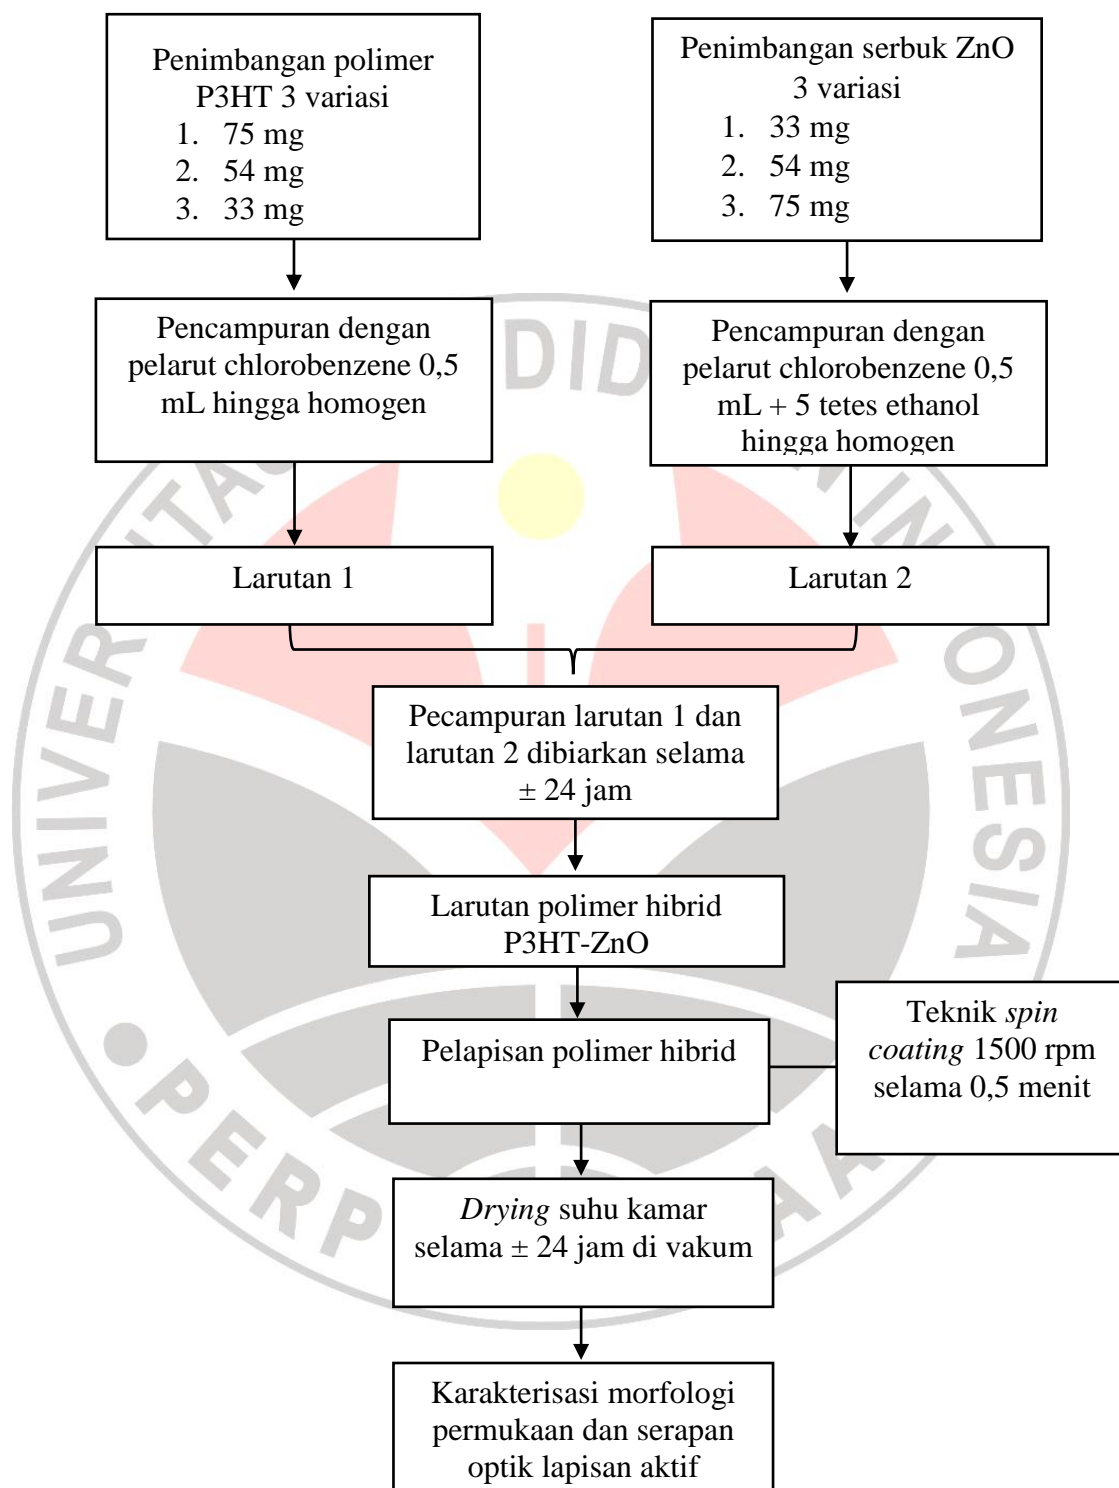 Penimbangan polimer
P3HT 3 variasi
1. 75 mg
2. 54 mg
3. 33 mg
Penimbangan serbuk ZnO
3 variasi
1. 33 mg
2. 54 mg
3. 75 mg
Pencampuran dengan
pelarut chlorobenzene 0,5
mL hingga homogen
Pencampuran dengan
pelarut chlorobenzene 0,5
mL + 5 tetes ethanol
hingga homogen
Larutan 1
Larutan 2
Pecampuran larutan 1 dan
larutan 2 dibiarkan selama
± 24 jam
Larutan polimer hibrid
P3HT-ZnO
Pelapisan polimer hibrid
Teknik spin
coating 1500 rpm
selama 0,5 menit
Drying suhu kamar
selama ± 24 jam di vakum
Karakterisasi morfologi
permukaan dan serapan
optik lapisan aktif